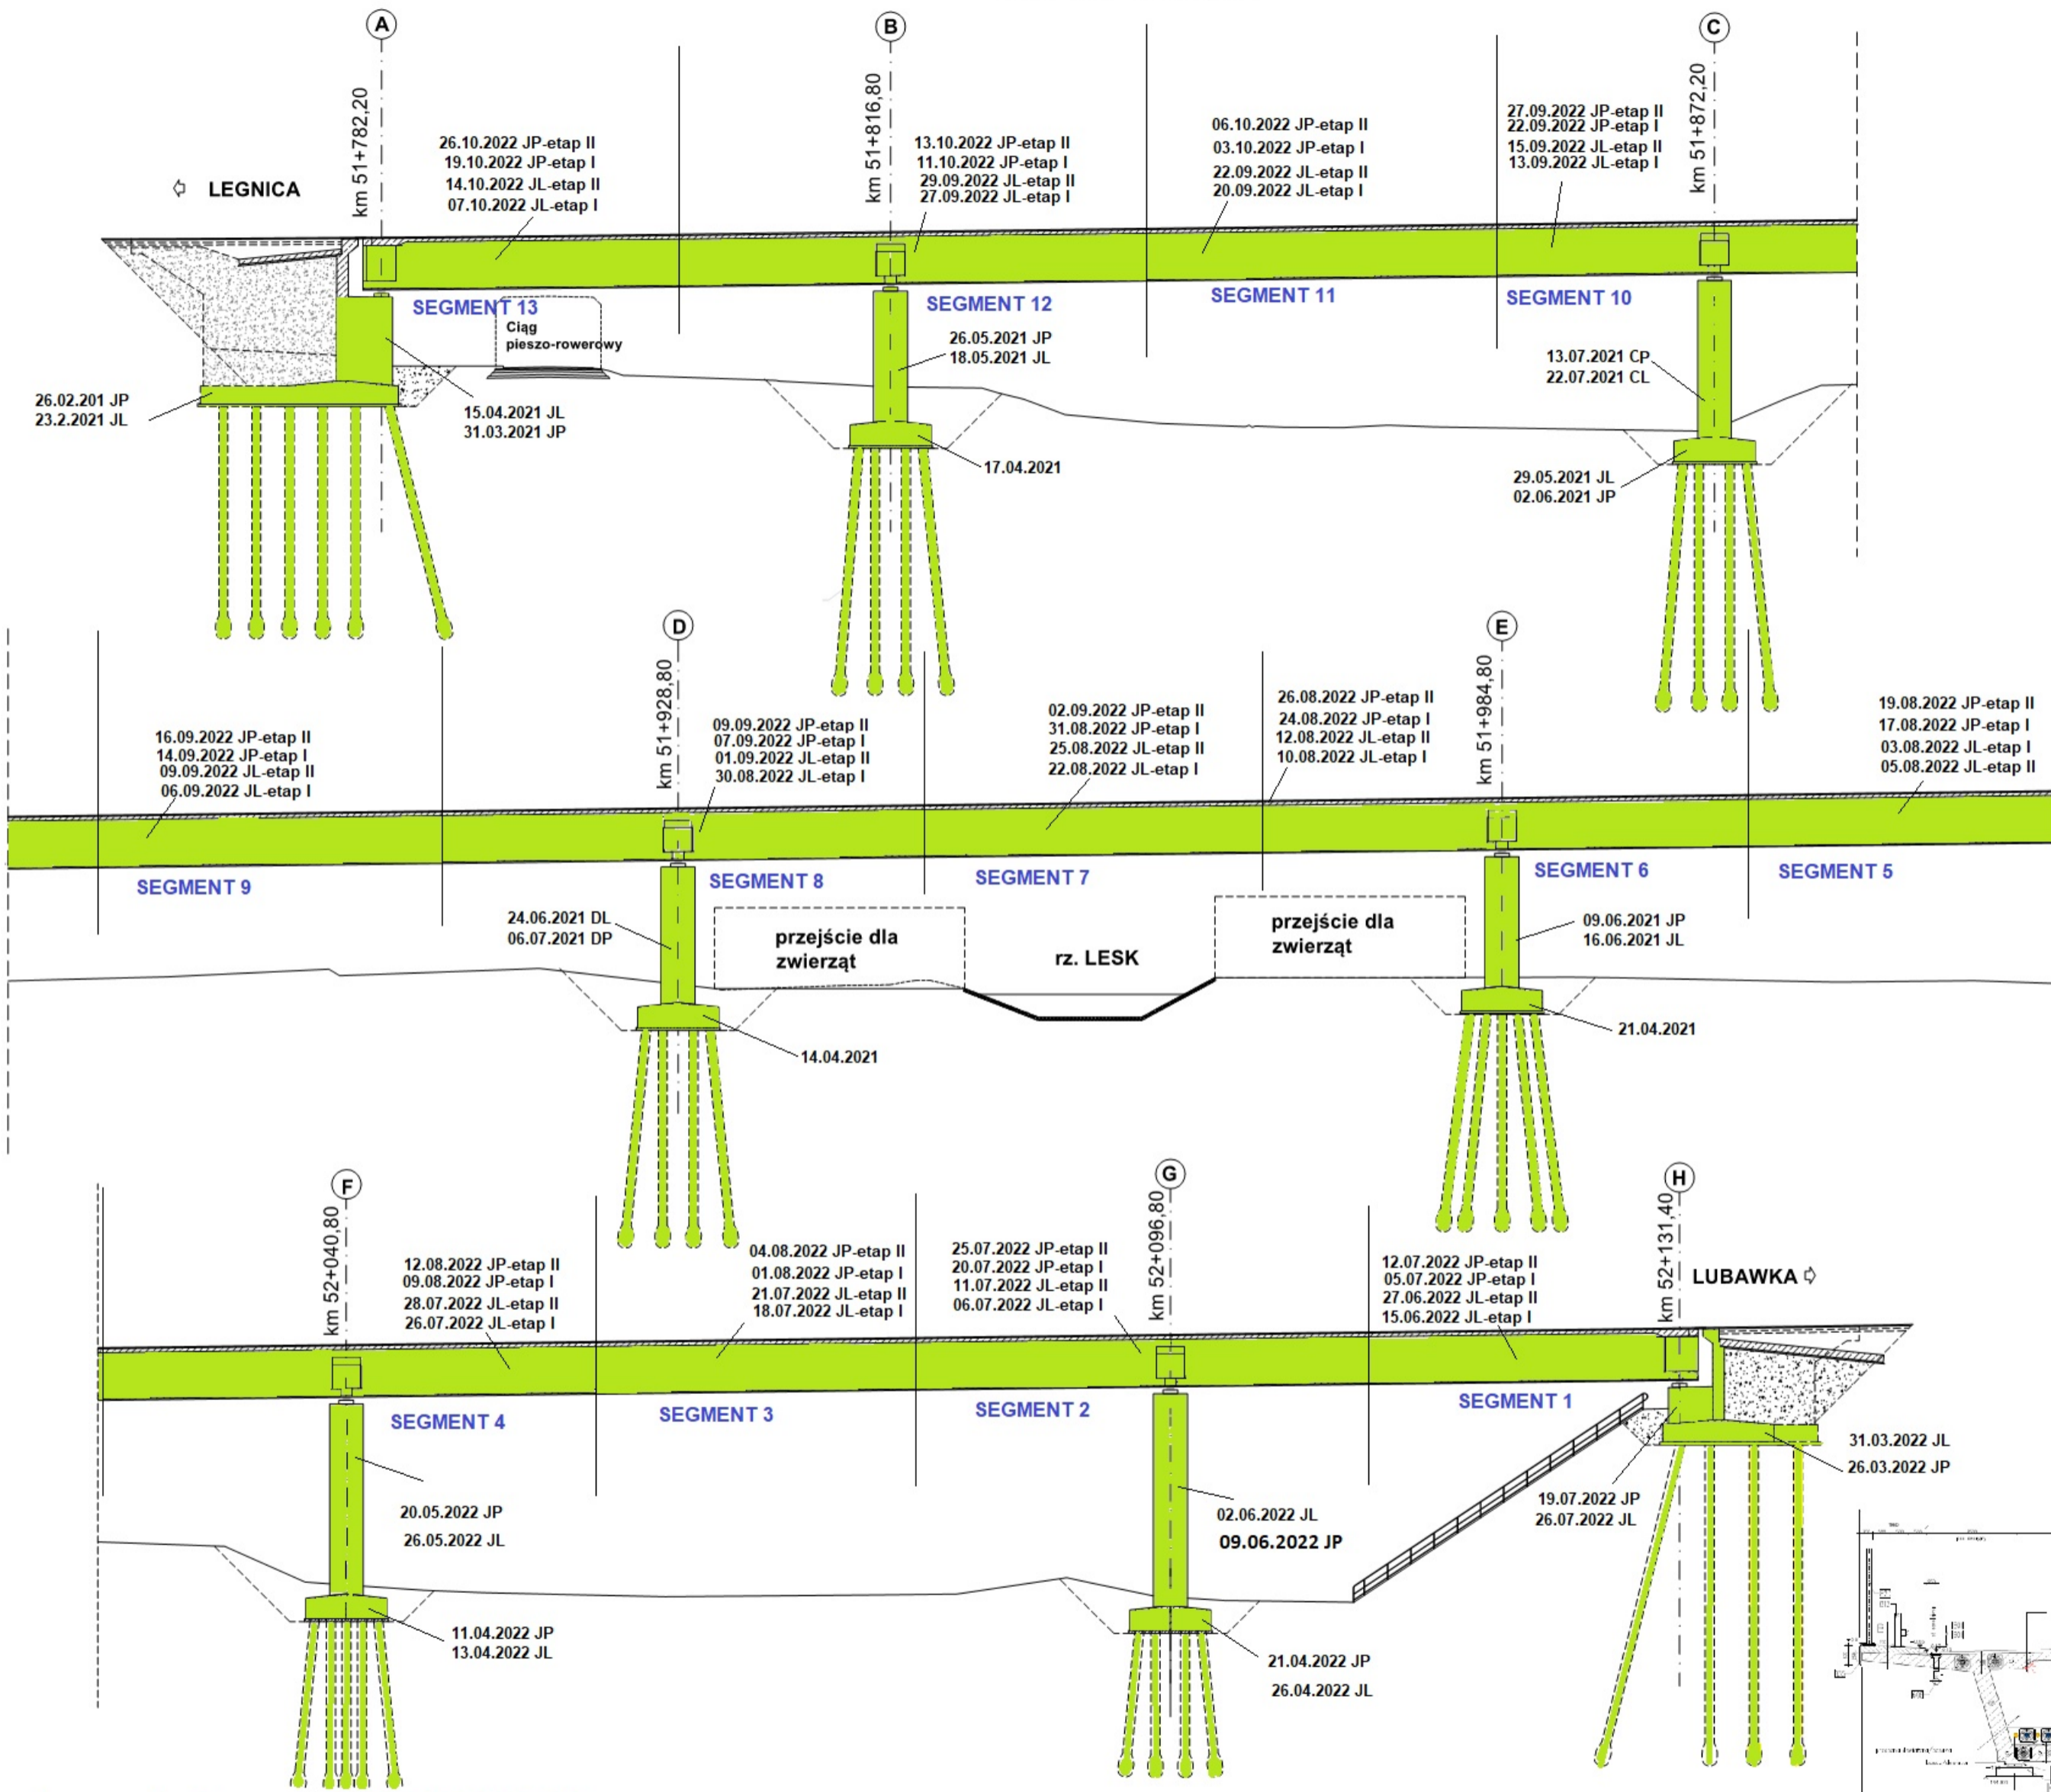 A
B
C
km 51+782,20
km 51+816,80
km 51+872,20
LEGNICA
26.10.2022 JP-etap II
19.10.2022 JP-etap I
14.10.2022 JL-etap II
07.10.2022 JL-etap I
13.10.2022 JP-etap II
11.10.2022 JP-etap I
29.09.2022 JL-etap II
27.09.2022 JL-etap I
06.10.2022 JP-etap II
03.10.2022 JP-etap I
22.09.2022 JL-etap II
20.09.2022 JL-etap I
27.09.2022 JP-etap II
22.09.2022 JP-etap I
15.09.2022 JL-etap II
13.09.2022 JL-etap I
SEGMENT 13
SEGMENT 12
SEGMENT 11
SEGMENT 10
Ciąg
pieszo-rowerowy
26.02.201 JP
23.2.2021 JL
15.04.2021 JL
31.03.2021 JP
26.05.2021 JP
18.05.2021 JL
17.04.2021
13.07.2021 CP
22.07.2021 CL
29.05.2021 JL
02.06.2021 JP
D
E
km 51+928,80
km 51+984,80
16.09.2022 JP-etap II
14.09.2022 JP-etap I
09.09.2022 JL-etap II
06.09.2022 JL-etap I
09.09.2022 JP-etap II
07.09.2022 JP-etap I
01.09.2022 JL-etap II
30.08.2022 JL-etap I
02.09.2022 JP-etap II
31.08.2022 JP-etap I
25.08.2022 JL-etap II
22.08.2022 JL-etap I
26.08.2022 JP-etap II
24.08.2022 JP-etap I
12.08.2022 JL-etap II
10.08.2022 JL-etap I
19.08.2022 JP-etap II
17.08.2022 JP-etap I
03.08.2022 JL-etap I
05.08.2022 JL-etap II
SEGMENT 9
SEGMENT 8
SEGMENT 7
SEGMENT 6
SEGMENT 5
24.06.2021 DL
06.07.2021 DP
przejście dla
zwierząt
rz. LESK
przejście dla
zwierząt
09.06.2021 JP
16.06.2021 JL
14.04.2021
21.04.2021
F
G
H
km 52+040,80
km 52+096,80
km 52+131,40
LUBAWKA
12.08.2022 JP-etap II
09.08.2022 JP-etap I
28.07.2022 JL-etap II
26.07.2022 JL-etap I
04.08.2022 JP-etap II
01.08.2022 JP-etap I
21.07.2022 JL-etap II
18.07.2022 JL-etap I
25.07.2022 JP-etap II
20.07.2022 JP-etap I
11.07.2022 JL-etap II
06.07.2022 JL-etap I
12.07.2022 JP-etap II
05.07.2022 JP-etap I
27.06.2022 JL-etap II
15.06.2022 JL-etap I
SEGMENT 4
SEGMENT 3
SEGMENT 2
SEGMENT 1
20.05.2022 JP
26.05.2022 JL
02.06.2022 JL
09.06.2022 JP
31.03.2022 JL
26.03.2022 JP
19.07.2022 JP
26.07.2022 JL
11.04.2022 JP
13.04.2022 JL
21.04.2022 JP
26.04.2022 JL